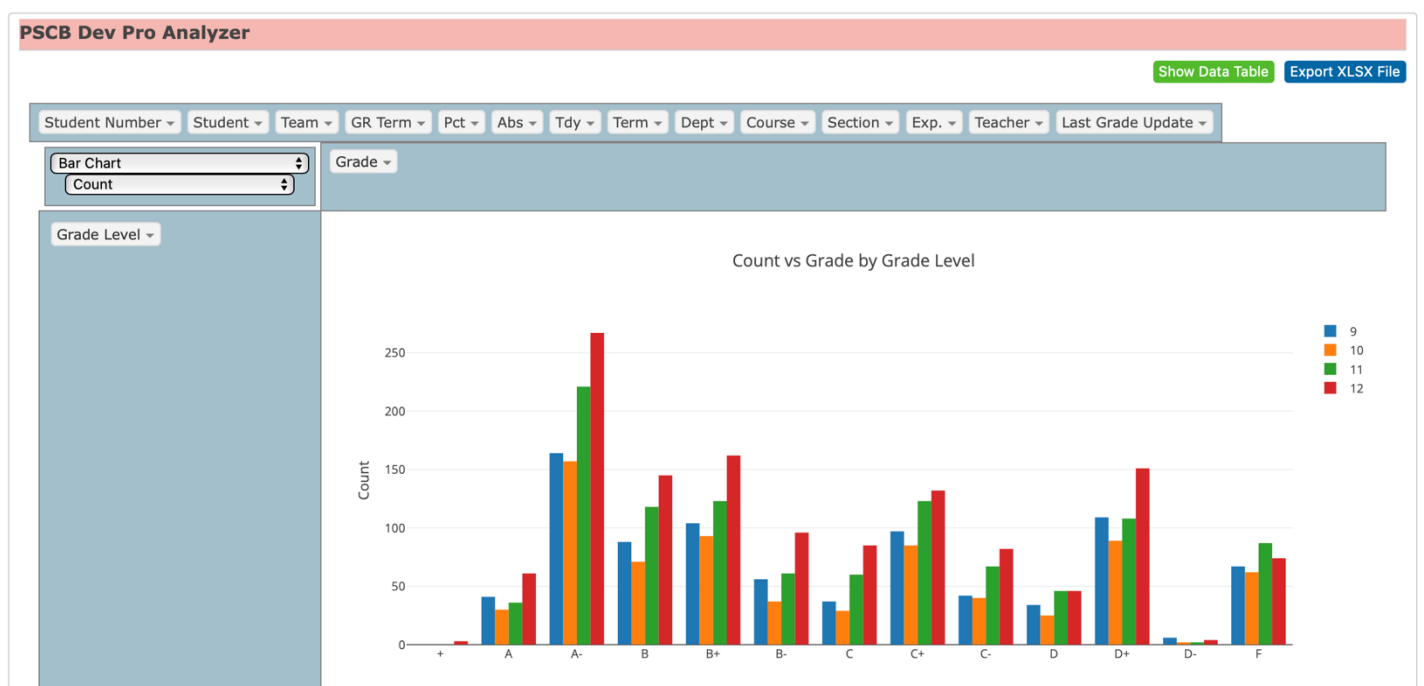 PSCB Dev Pro Analyzer
Show Data Table Export XLSX File
Student Number Student Team GR Term Pct Abs Tdy Term Dept Course Section Exp. Teacher Last Grade Update
Bar Chart
Count
Grade
Grade Level
Count vs Grade by Grade Level
9
10
11
12
Count
250
200
150
100
50
0
+ A A- B B+ B- C C+ C- D D+ D- F